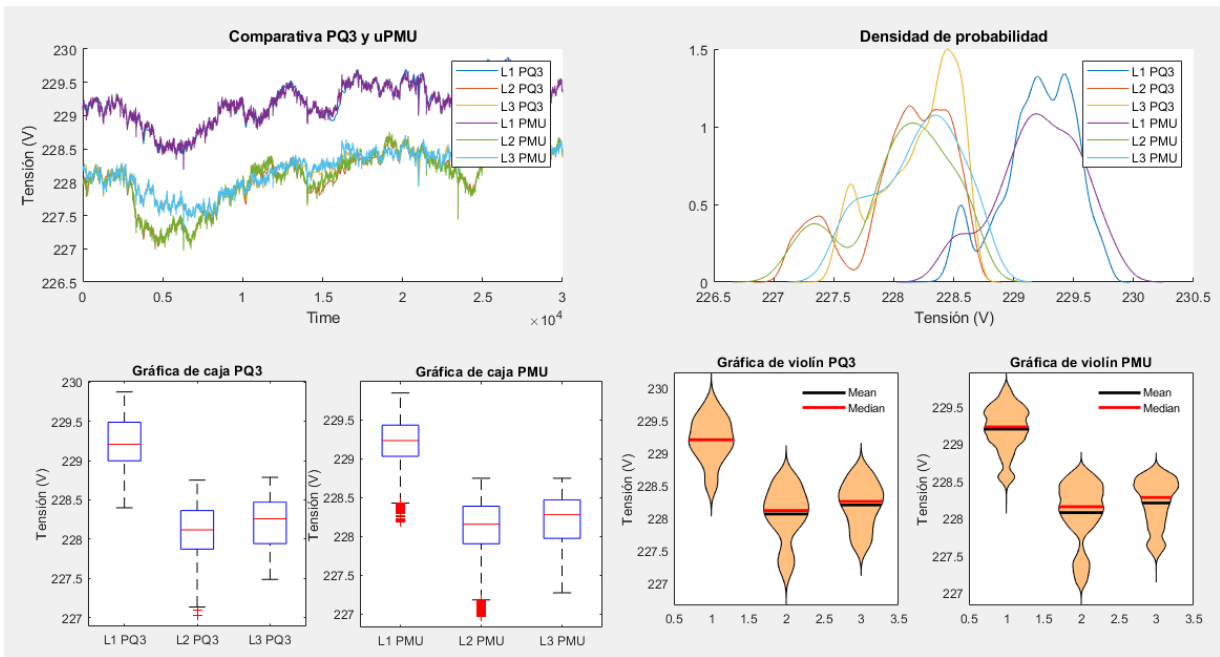 Comparativa PQ3 y uPMU
230
229.5
229
228.5
228
227.5
227
226.5
Tensión (V)
0
0.5
1
1.5
2
2.5
3
Time
×10^4
L1 PQ3
L2 PQ3
L3 PQ3
L1 PMU
L2 PMU
L3 PMU
Densidad de probabilidad
1.5
1
0.5
0
226.5
227
227.5
228
228.5
229
229.5
230
230.5
Tensión (V)
L1 PQ3
L2 PQ3
L3 PQ3
L1 PMU
L2 PMU
L3 PMU
Gráfica de caja PQ3
230
229.5
229
228.5
228
227.5
227
Tensión (V)
L1 PQ3
L2 PQ3
L3 PQ3
Gráfica de caja PMU
229.5
229
228.5
228
227.5
227
Tensión (V)
L1 PMU
L2 PMU
L3 PMU
Gráfica de violín PQ3
230
229.5
229
228.5
228
227.5
227
Tensión (V)
Mean
Median
0.5
1
1.5
2
2.5
3
3.5
Gráfica de violín PMU
229.5
229
228.5
228
227.5
227
Tensión (V)
Mean
Median
0.5
1
1.5
2
2.5
3
3.5